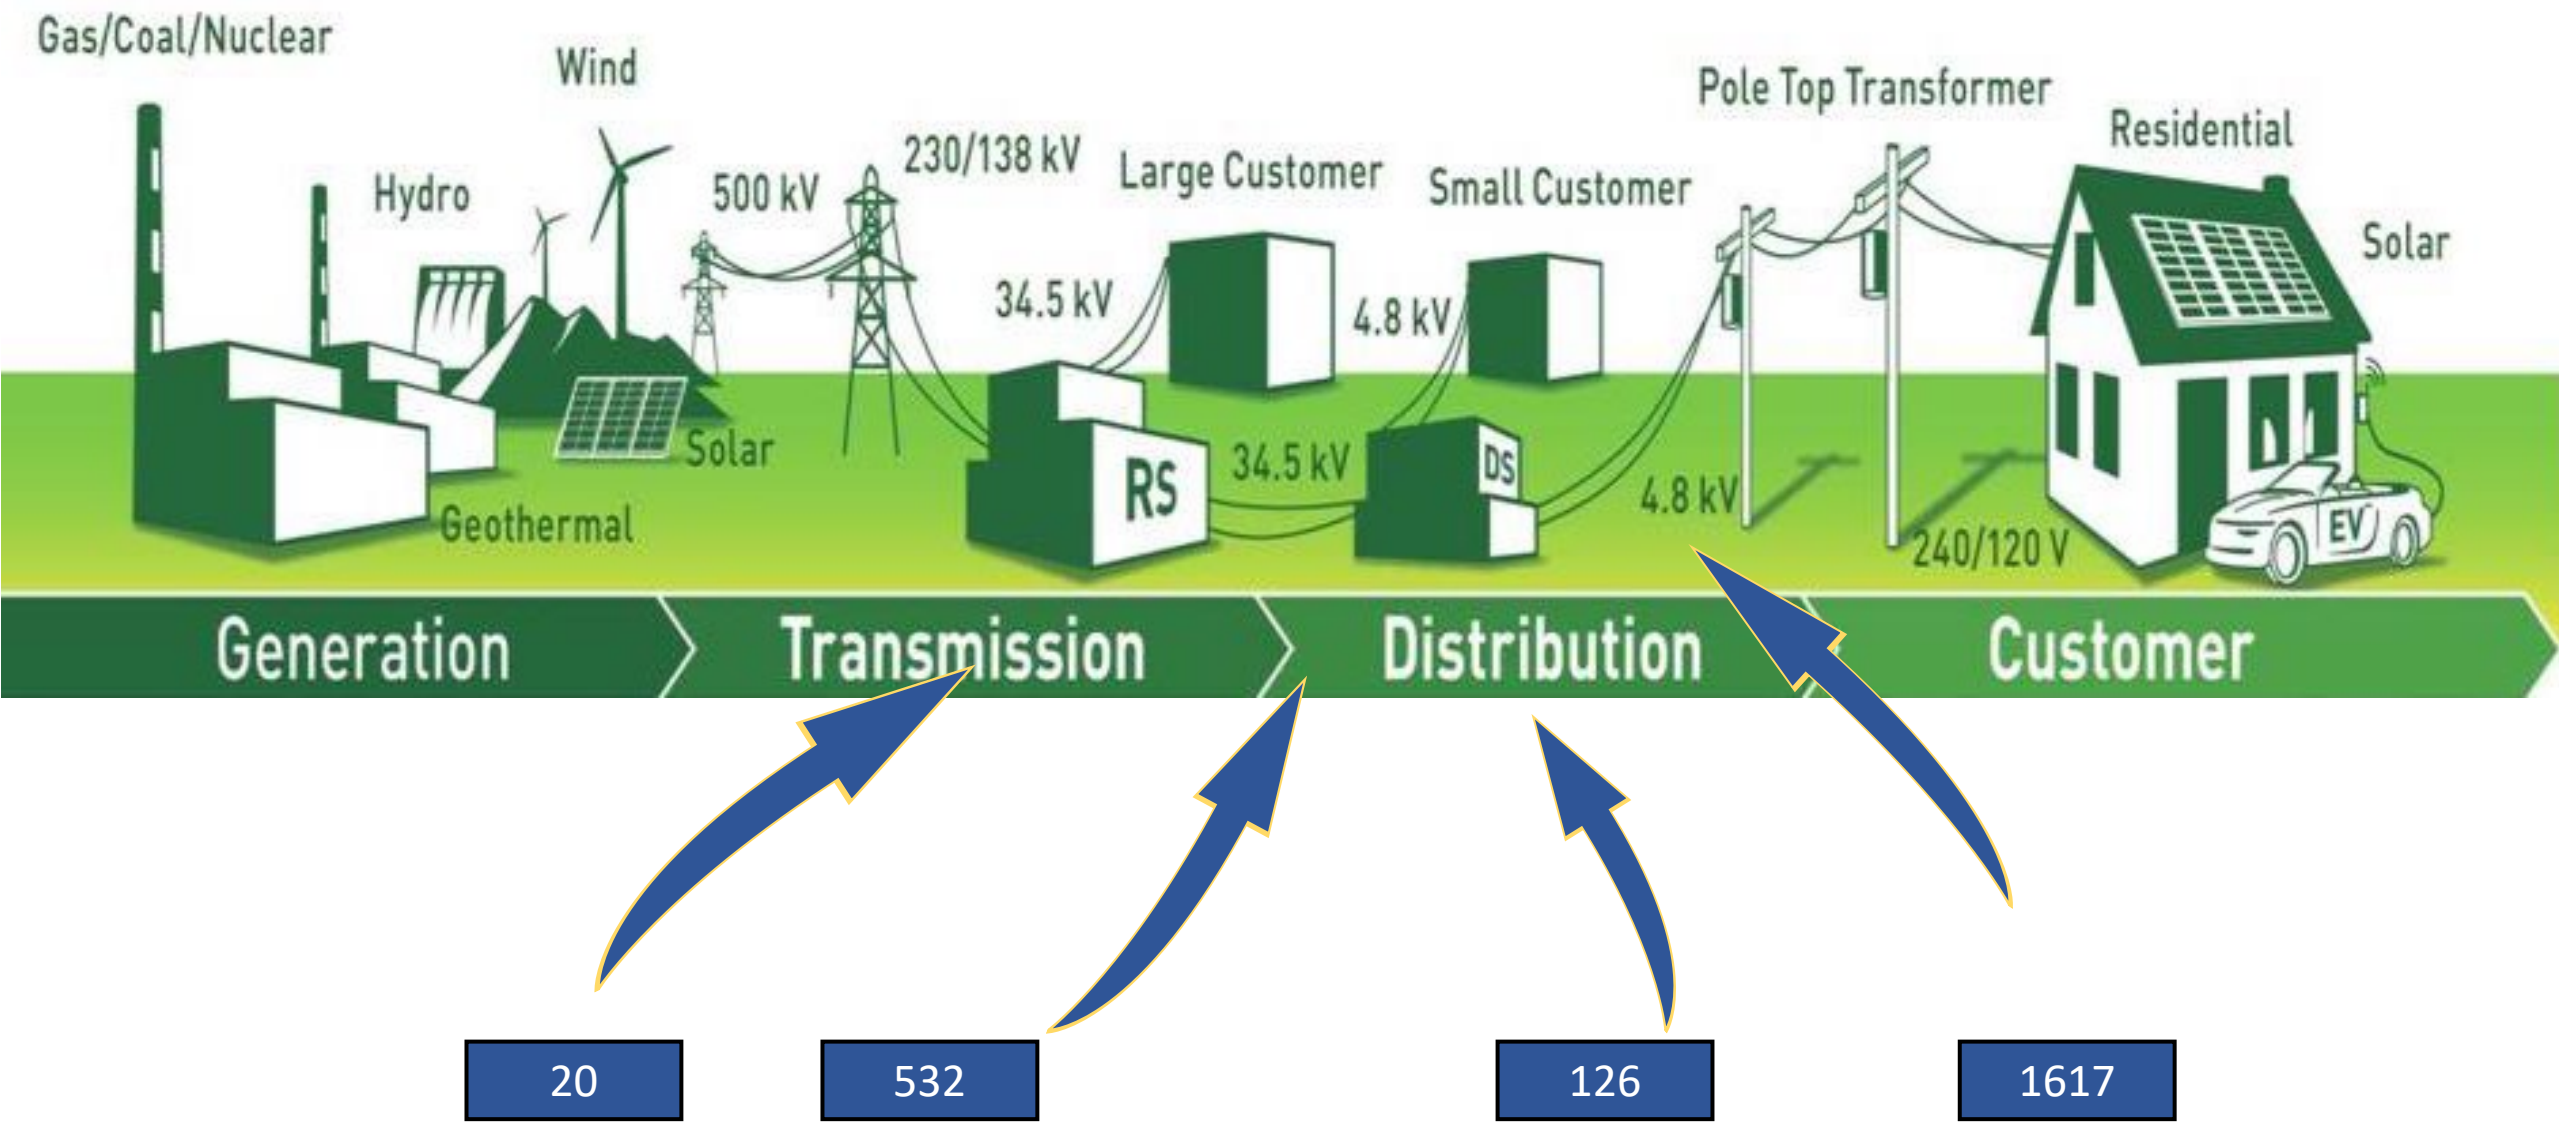 Gas/Coal/Nuclear
Wind
Hydro
500 kV
230/138 kV
Large Customer
Small Customer
Pole Top Transformer
Residential
Solar
34.5 kV
4.8 kV
Solar
Geothermal
RS
34.5 kV
DS
4.8 kV
240/120 V
EV
Generation
Transmission
Distribution
Customer
20
532
126
1617